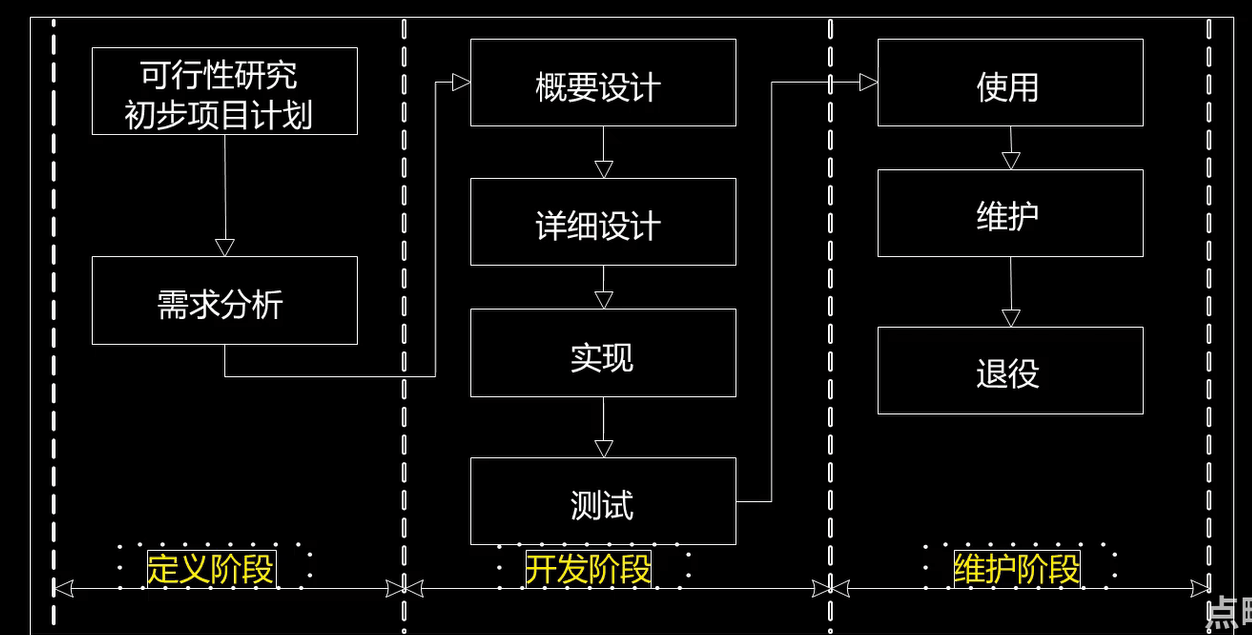 可行性研究
初步项目计划
需求分析
概要设计
详细设计
实现
测试
使用
维护
退役
定义阶段
开发阶段
维护阶段
点